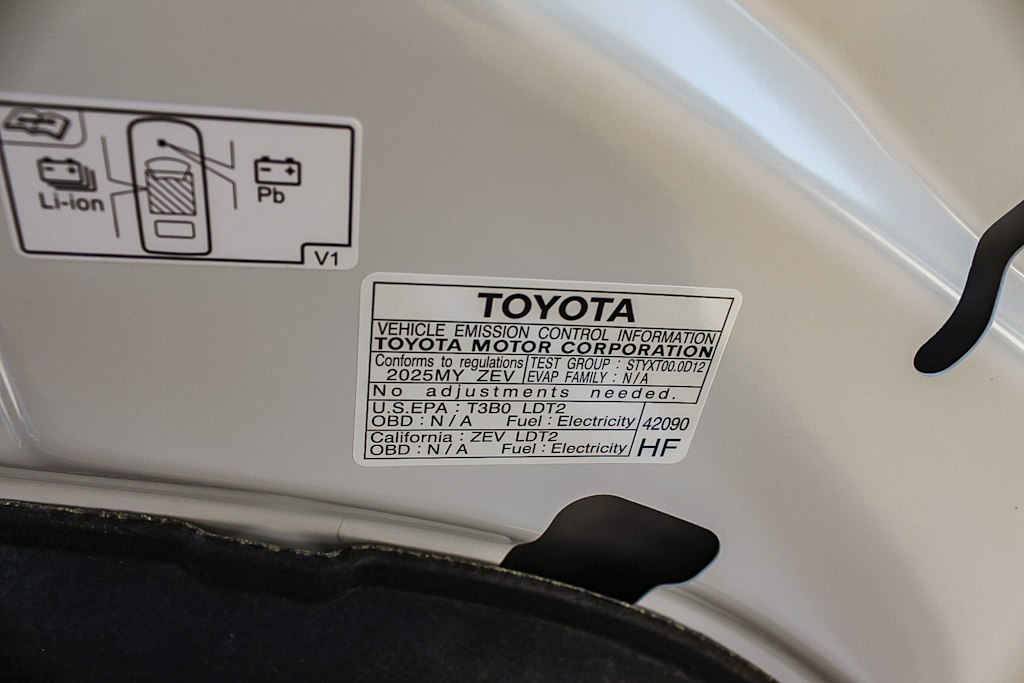 Li-ion
Pb
V1
TOYOTA
VEHICLE EMISSION CONTROL INFORMATION
TOYOTA MOTOR CORPORATION
Conforms to regulations
2025MY ZEV
TEST GROUP : STYXT00.0D12
EVAP FAMILY : N/A
No adjustments needed.
U.S.EPA : T3B0 LDT2
OBD : N/A Fuel : Electricity
California : ZEV LDT2
OBD : N/A Fuel : Electricity
42090
HF